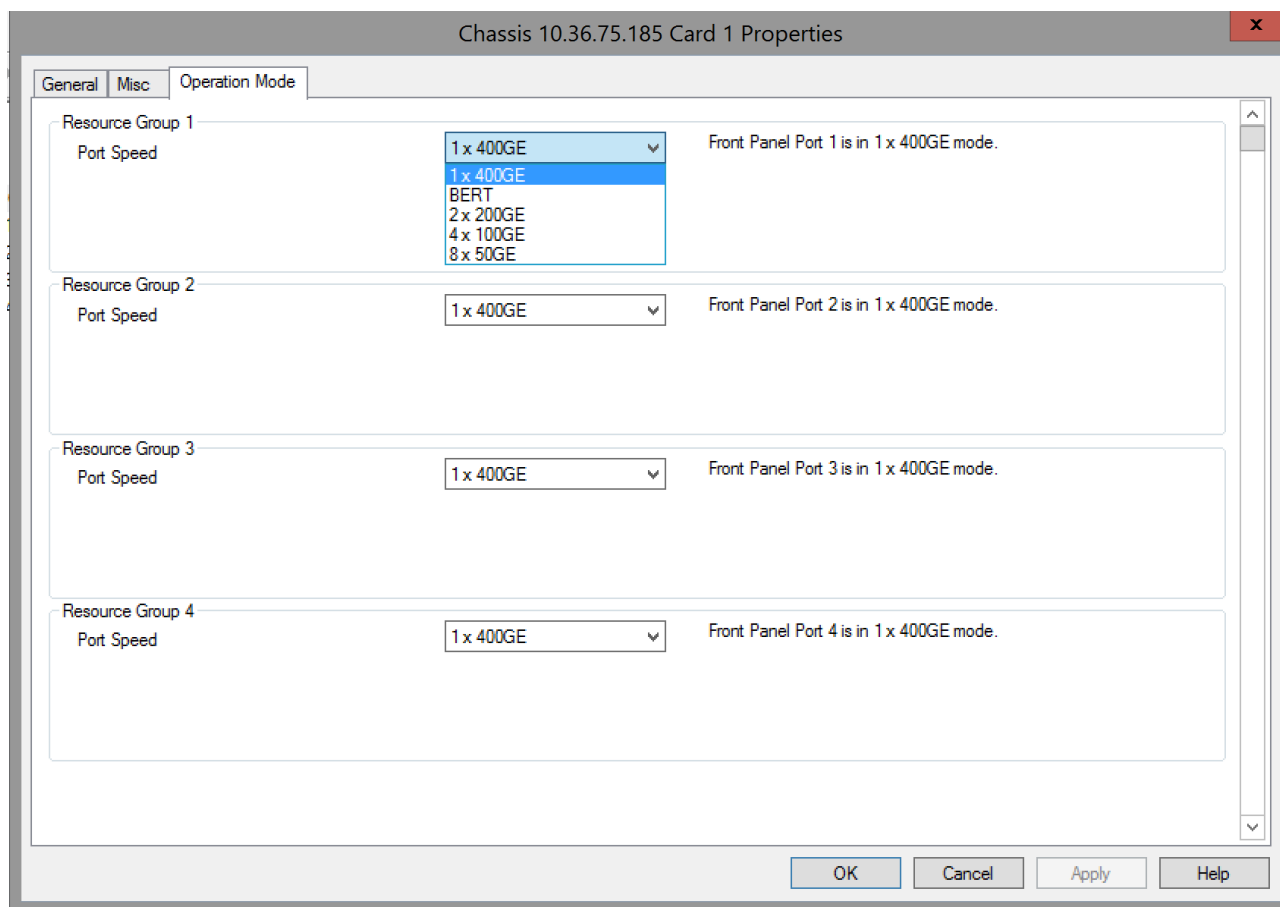 Chassis 10.36.75.185 Card 1 Properties
x
General Misc Operation Mode
Resource Group 1
Port Speed
1 x 400GE
Front Panel Port 1 is in 1 x 400GE mode.
1 x 400GE
BERT
2 x 200GE
4 x 100GE
8 x 50GE
Resource Group 2
Port Speed
1 x 400GE
Front Panel Port 2 is in 1 x 400GE mode.
Resource Group 3
Port Speed
1 x 400GE
Front Panel Port 3 is in 1 x 400GE mode.
Resource Group 4
Port Speed
1 x 400GE
Front Panel Port 4 is in 1 x 400GE mode.
OK Cancel Apply Help